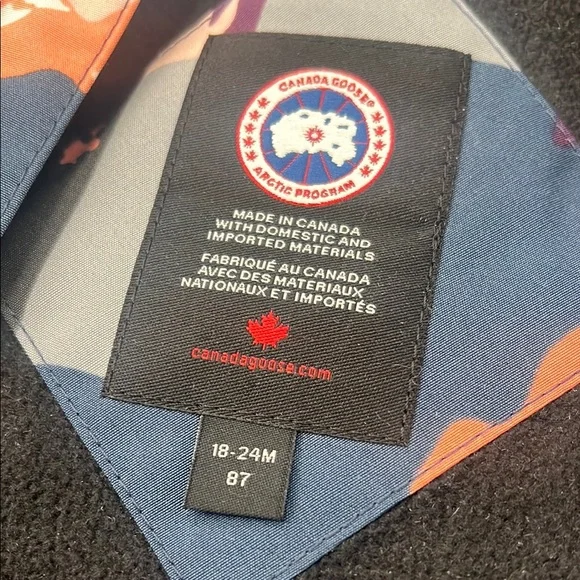 CANADA GOOSE®
ARCTIC PROGRAM
MADE IN CANADA
WITH DOMESTIC AND
IMPORTED MATERIALS
FABRIQUÉ AU CANADA
AVEC DES MATERIAUX
NATIONAUX ET IMPORTÉS
canadagoose.com
18-24M
87